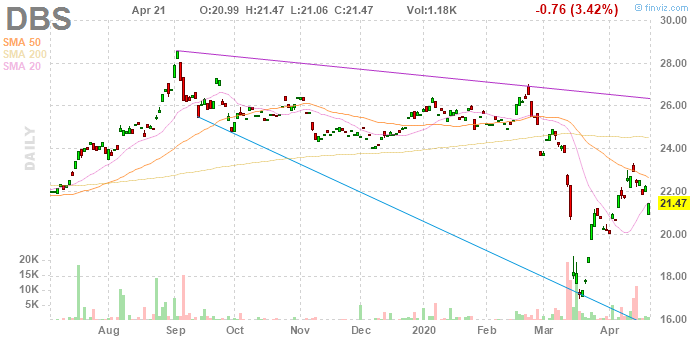 DBS
Apr 21 O:20.99 H:21.47 L:21.06 C:21.47 Vol:1.18K -0.76 (3.42%)
© finviz.com
SMA 50
SMA 200
SMA 20
DAILY
30.00
28.00
26.00
24.00
22.00
21.47
20.00
18.00
16.00
20K
15K
10K
5K
Aug Sep Oct Nov Dec 2020 Feb Mar Apr